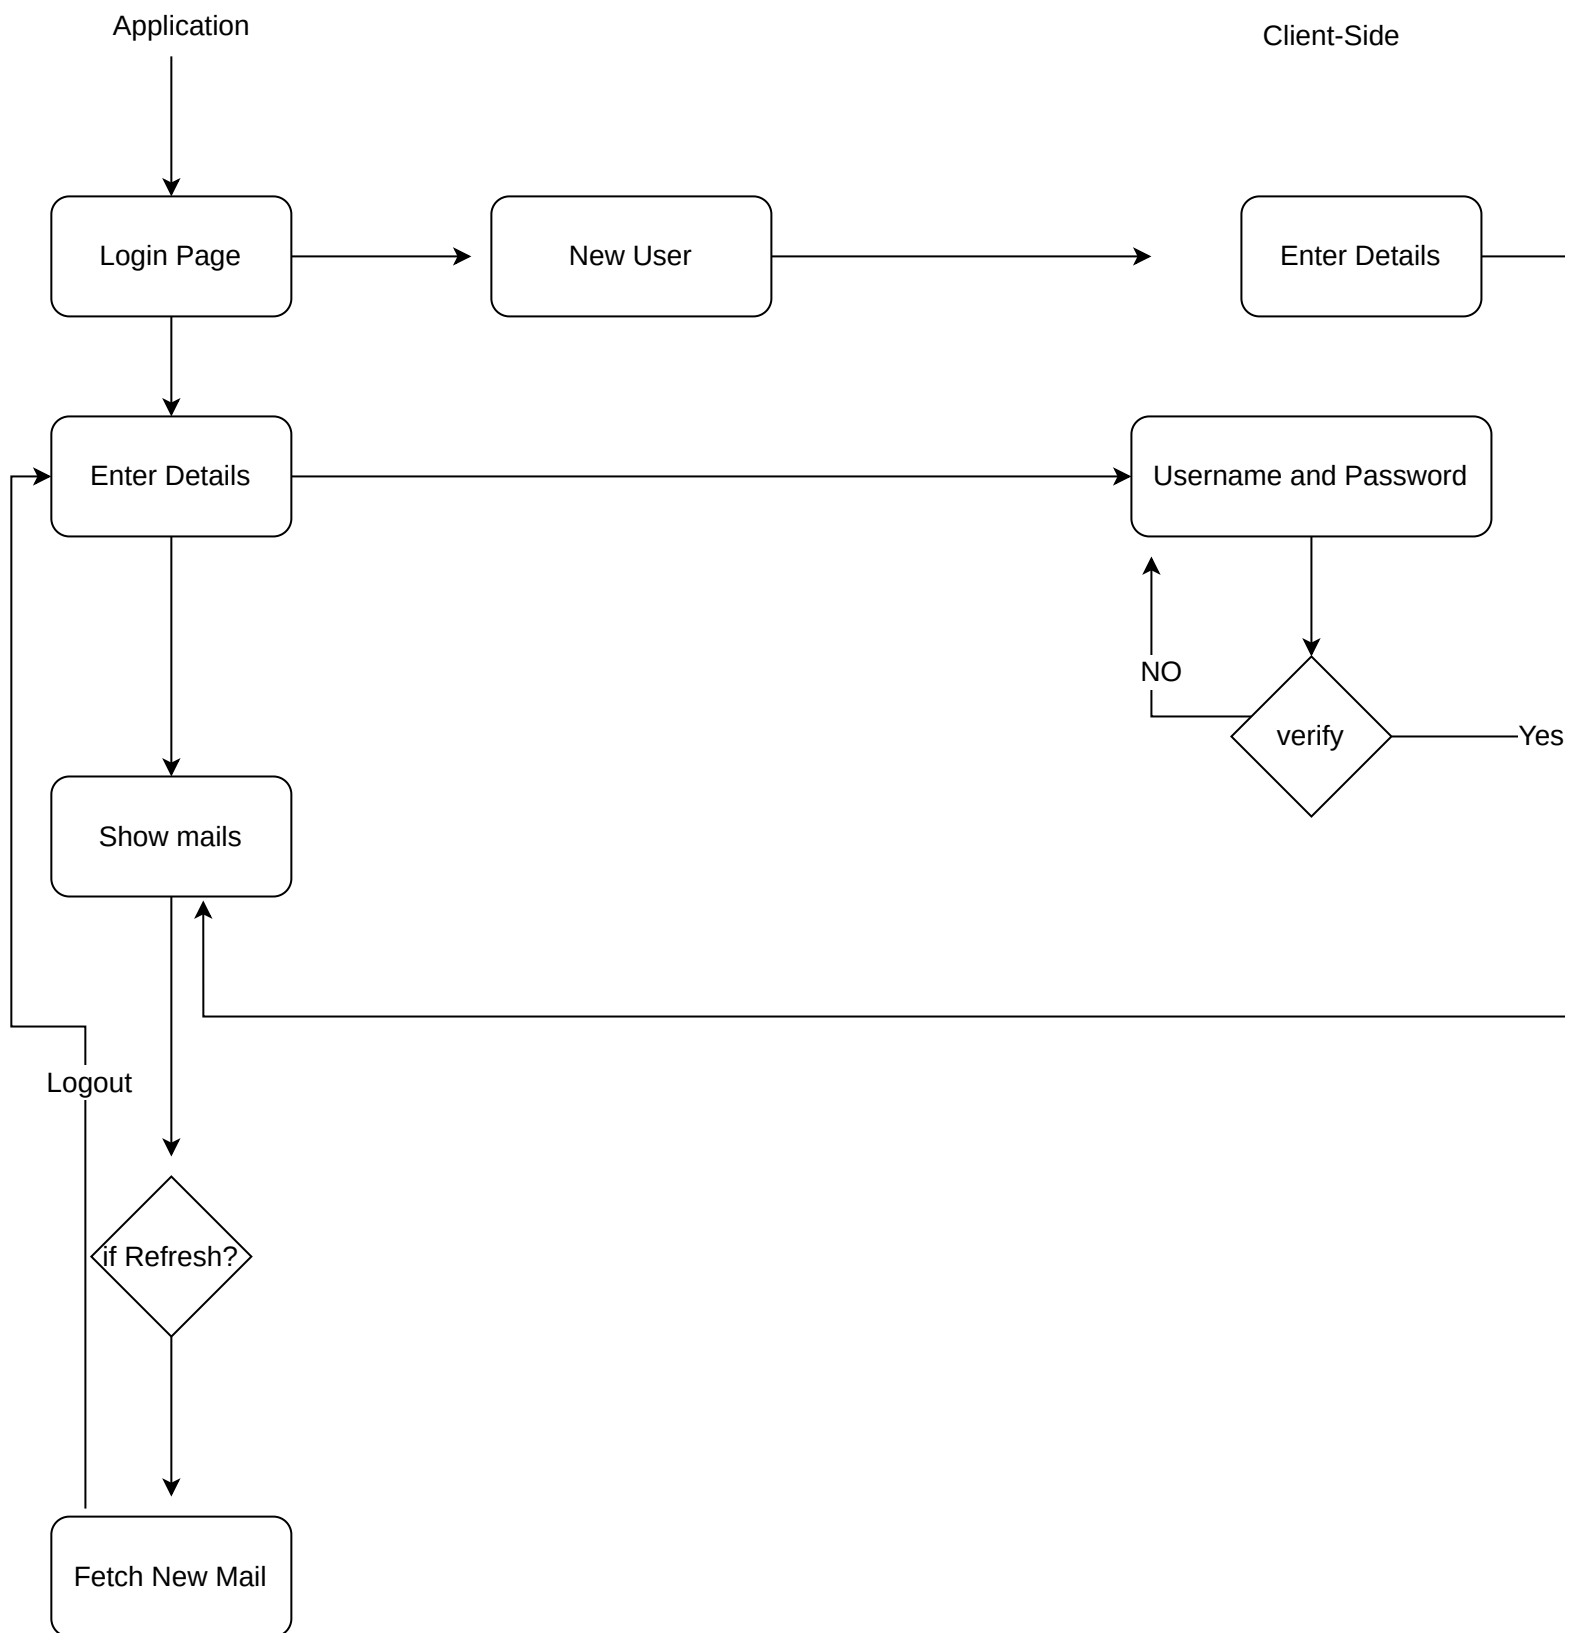 Application
Client-Side
Login Page
New User
Enter Details
Enter Details
Username and Password
NO
verify
Yes
Show mails
Logout
if Refresh?
Fetch New Mail